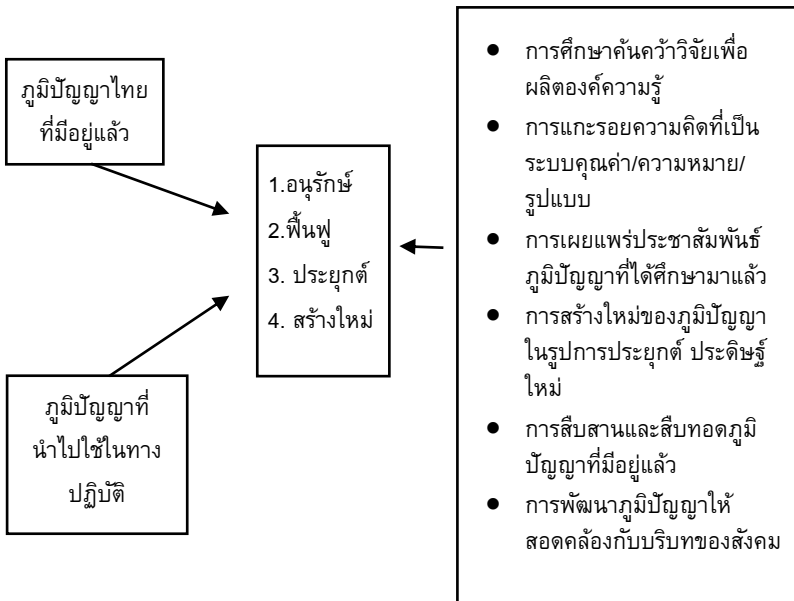 ภูมิปัญญาไทย
ที่มีอยู่แล้ว
ภูมิปัญญาที่
นำไปใช้ในทาง
ปฏิบัติ
1.อนุรักษ์
2.ฟื้นฟู
3. ประยุกต์
4. สร้างใหม่
● การศึกษาค้นคว้าวิจัยเพื่อ
ผลิตองค์ความรู้
● การแกะรอยความคิดที่เป็น
ระบบคุณค่า/ความหมาย/
รูปแบบ
● การเผยแพร่ประชาสัมพันธ์
ภูมิปัญญาที่ได้ศึกษามาแล้ว
● การสร้างใหม่ของภูมิปัญญา
ในรูปการประยุกต์ ประดิษฐ์
ใหม่
● การสืบสานและสืบทอดภูมิ
ปัญญาที่มีอยู่แล้ว
● การพัฒนาภูมิปัญญาให้
สอดคล้องกับบริบทของสังคม